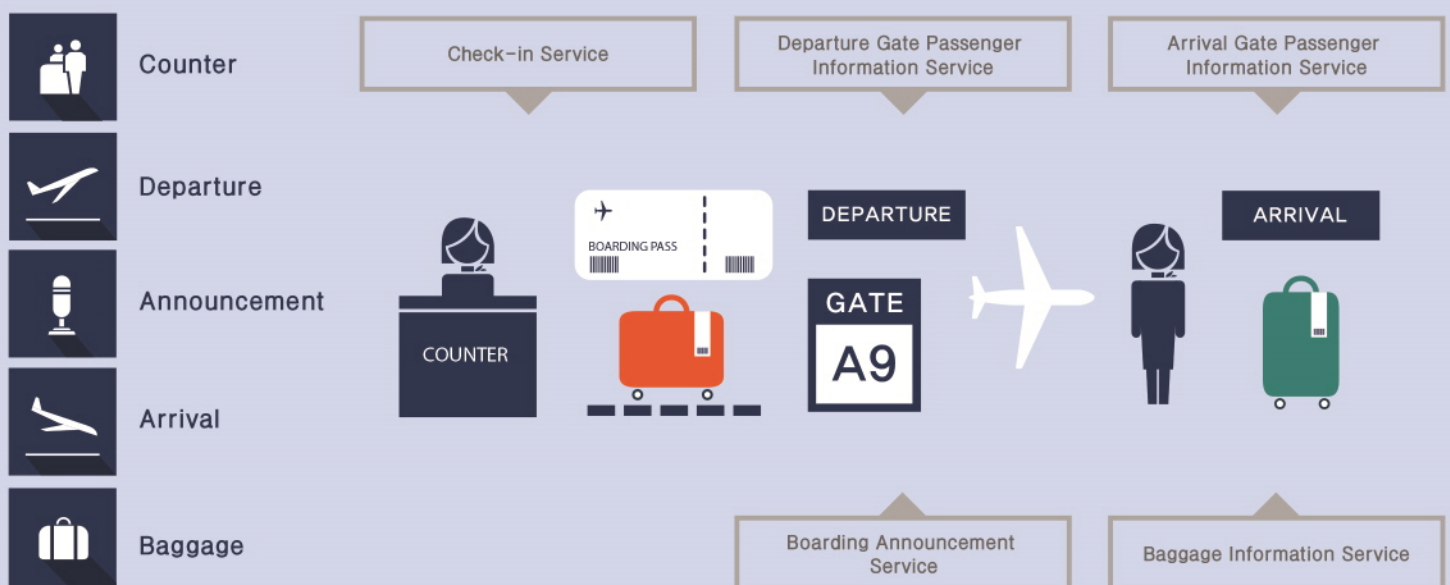 Counter
Departure
Announcement
Arrival
Baggage
Check-in Service
Departure Gate Passenger
Information Service
Arrival Gate Passenger
Information Service
COUNTER
BOARDING PASS
DEPARTURE
GATE
A9
ARRIVAL
Boarding Announcement
Service
Baggage Information Service